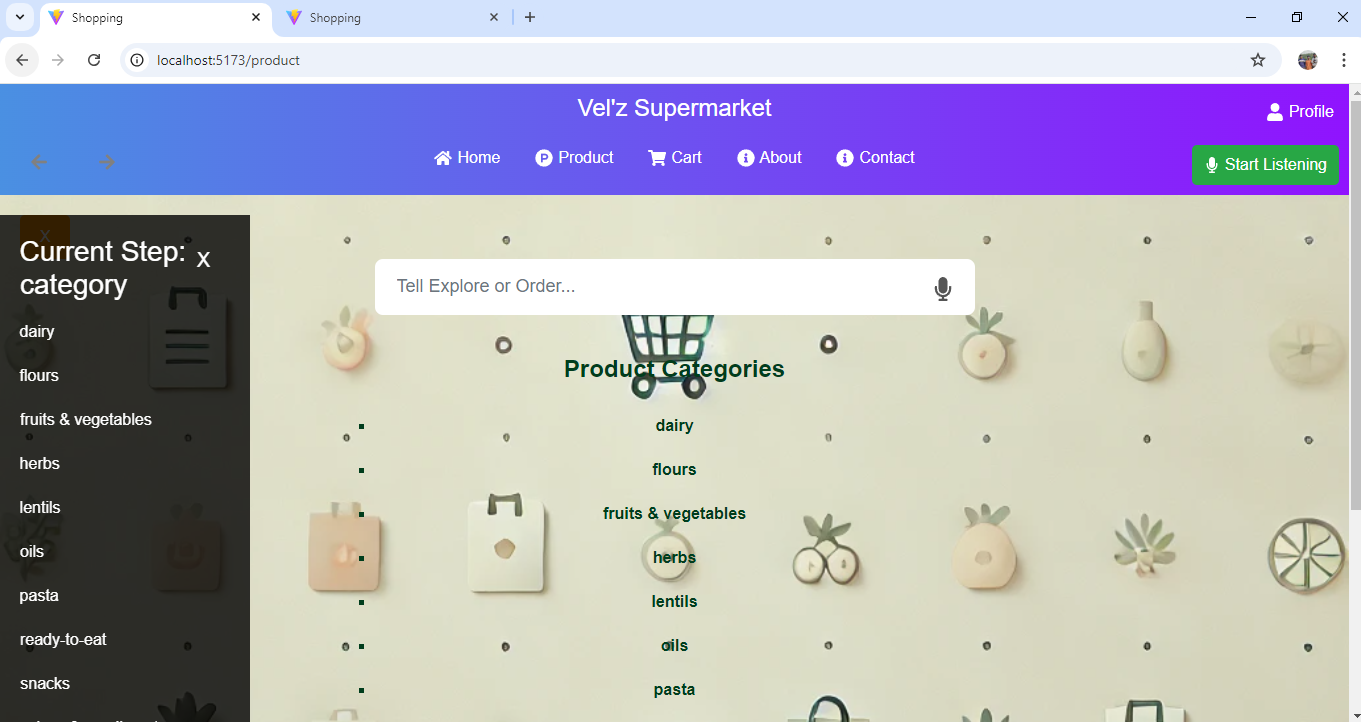 Shopping
Shopping
localhost:5173/product
Vel'z Supermarket
Profile
Home
Product
Cart
About
Contact
Start Listening
X
Current Step:
category
X
Tell Explore or Order...
dairy
flours
fruits & vegetables
herbs
lentils
oils
pasta
ready-to-eat
snacks
Product Categories
dairy
flours
fruits & vegetables
herbs
lentils
oils
pasta